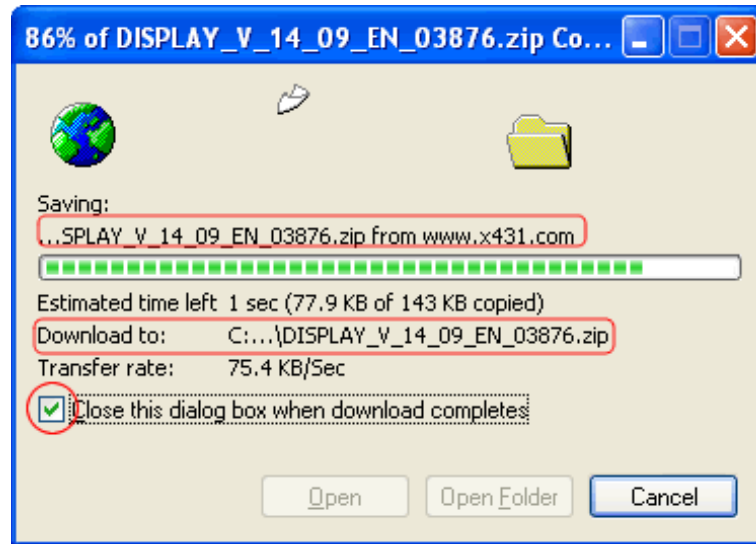 86% of DISPLAY_V_14_09_EN_03876.zip Co...
Saving:
...SPLAY_V_14_09_EN_03876.zip from www.x431.com
Estimated time left 1 sec (77.9 KB of 143 KB copied)
Download to: C:...\DISPLAY_V_14_09_EN_03876.zip
Transfer rate: 75.4 KB/Sec
Close this dialog box when download completes
Open Open Folder Cancel